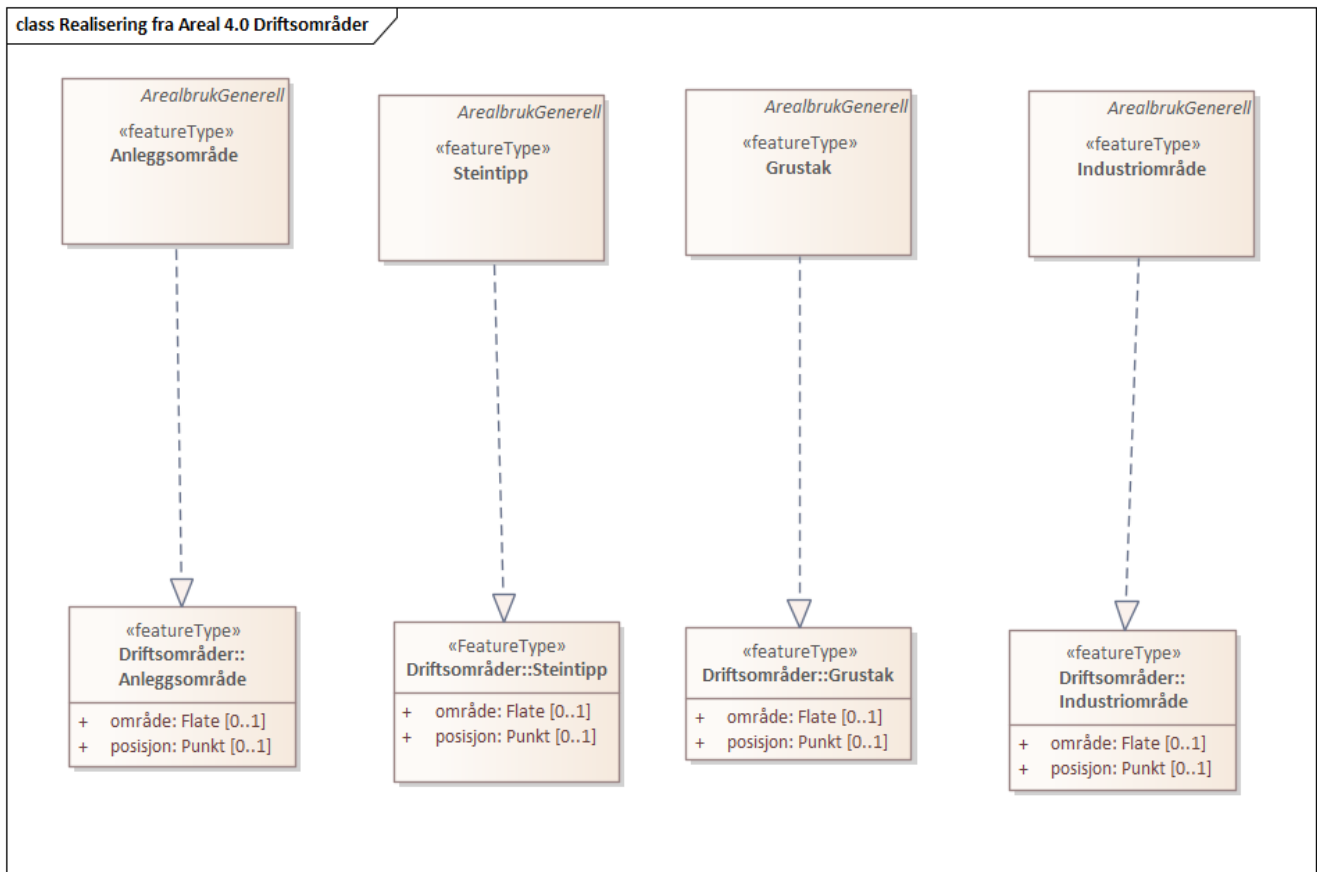 class Realisering fra Areal 4.0 Driftsområder
ArealbrukGenerell
«featureType»
Anleggsområde
ArealbrukGenerell
«featureType»
Steintipp
ArealbrukGenerell
«featureType»
Grustak
ArealbrukGenerell
«featureType»
Industriområde
«featureType»
Driftsområder::
Anleggsområde
+ område: Flate [0..1]
+ posisjon: Punkt [0..1]
«FeatureType»
Driftsområder::Steintipp
+ område: Flate [0..1]
+ posisjon: Punkt [0..1]
«featureType»
Driftsområder::Grustak
+ område: Flate [0..1]
+ posisjon: Punkt [0..1]
«featureType»
Driftsområder::
Industriområde
+ område: Flate [0..1]
+ posisjon: Punkt [0..1]